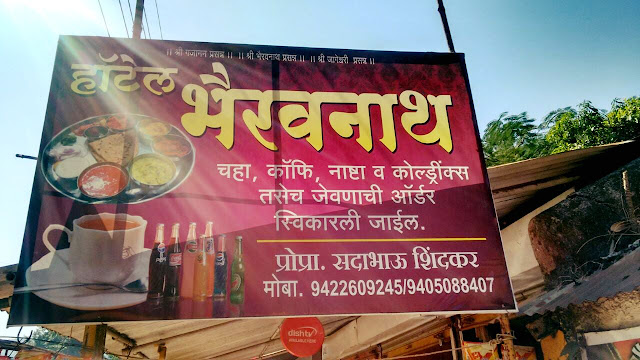 ।। श्री गजानन प्रसन्न ।। ।। श्री भैरवनाथ प्रसन्न ।। ।। श्री जागेश्वरी प्रसन्न ।।
हॉटेल
भैरवनाथ
चहा, कॉफि, नाष्टा व कोल्ड्रींक्स
तसेच जेवणाची ऑर्डर
स्विकारली जाईल.
प्रोप्रा. सदाभाऊ शिंदकर
मोबा. 9422609245/9405088407
dishtv